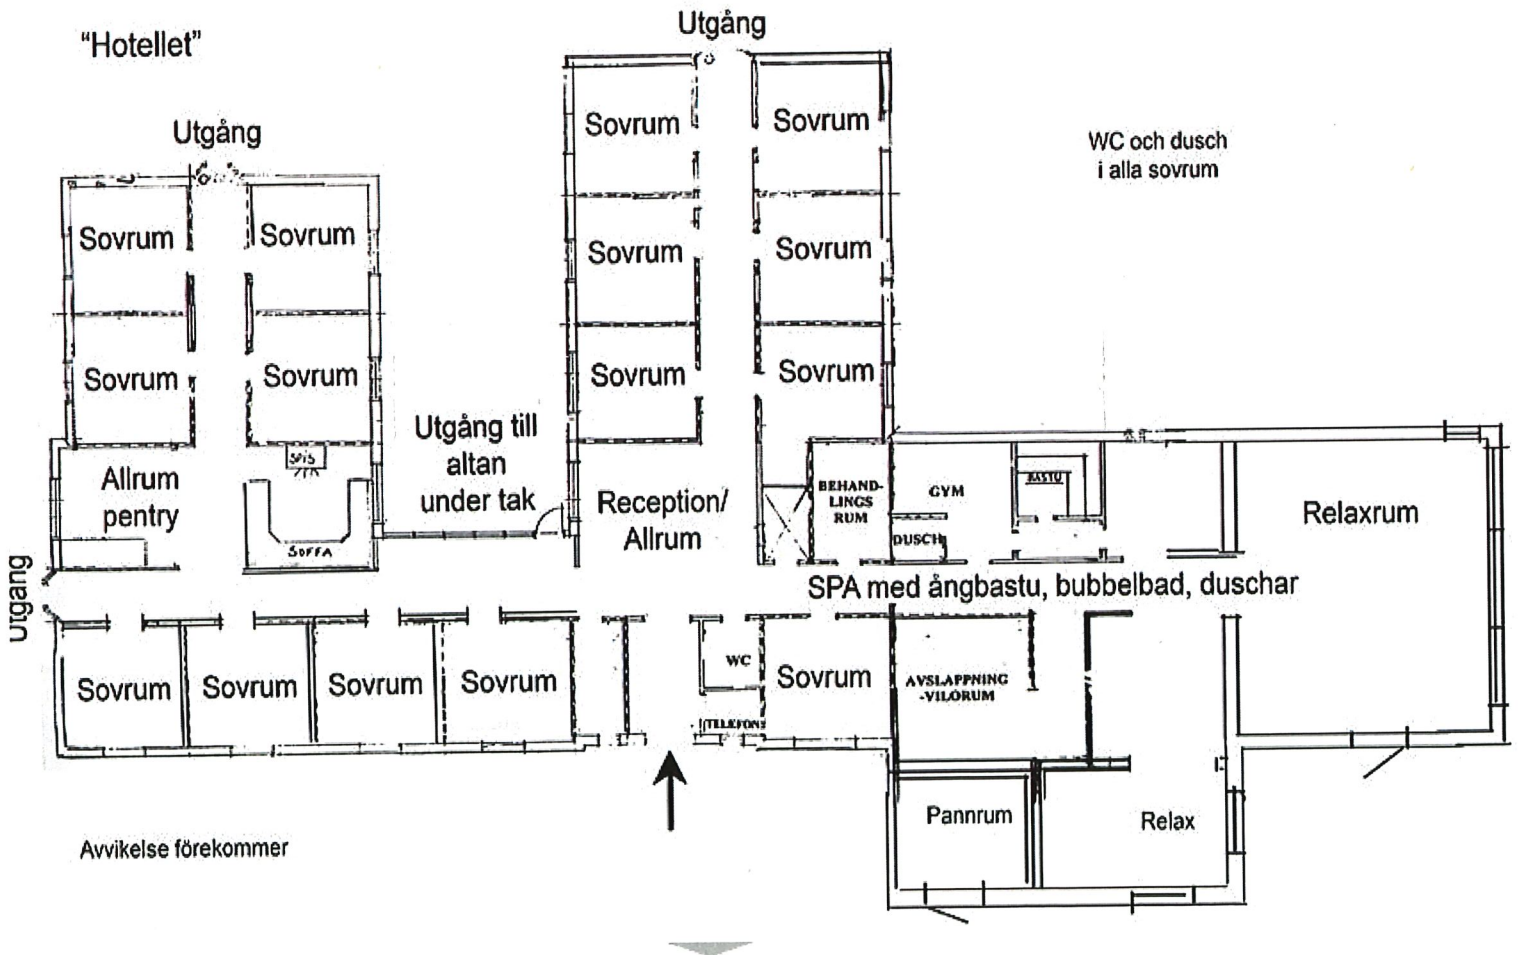 “Hotellet”
Utgång
Utgång
WC och dusch
i alla sovrum
Sovrum
Sovrum
Sovrum
Sovrum
Sovrum
Sovrum
Sovrum
Sovrum
Sovrum
Sovrum
Utgång till
altan
under tak
Allrum
pentry
SPIS
SOFFA
Reception/
Allrum
BEHAND-
LINGS
RUM
GYM
BASTU
DUSCH
Relaxrum
Utgång
SPA med ångbastu, bubbelbad, duschar
Sovrum
Sovrum
Sovrum
Sovrum
WC
TELEFON
Sovrum
AVSLAPPNING
-VILORUM
Pannrum
Relax
Avvikelse förekommer